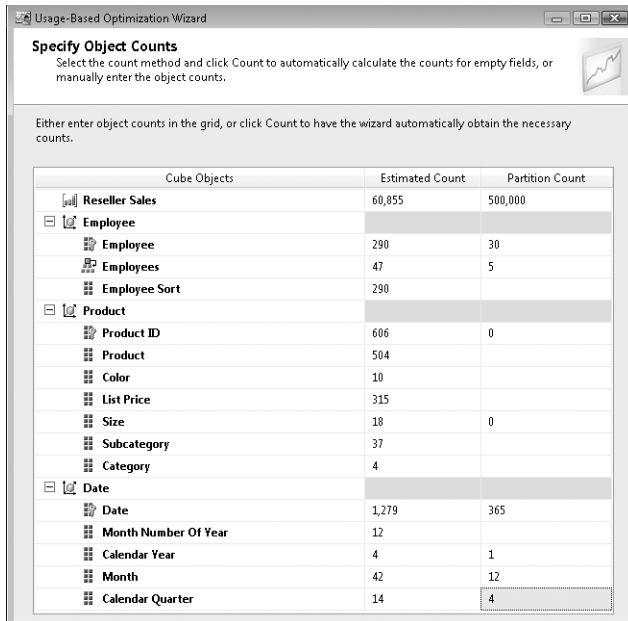 Usage-Based Optimization Wizard
Specify Object Counts
Select the count method and click Count to automatically calculate the counts for empty fields, or
manually enter the object counts.
Either enter object counts in the grid, or click Count to have the wizard automatically obtain the necessary
counts.
Cube Objects Estimated Count Partition Count
Reseller Sales 60,855 500,000
Employee
Employee 290 30
Employees 47 5
Employee Sort 290
Product
Product ID 606 0
Product 504
Color 10
List Price 315
Size 18 0
Subcategory 37
Category 4
Date
Date 1,279 365
Month Number Of Year 12
Calendar Year 4 1
Month 42 12
Calendar Quarter 14 4